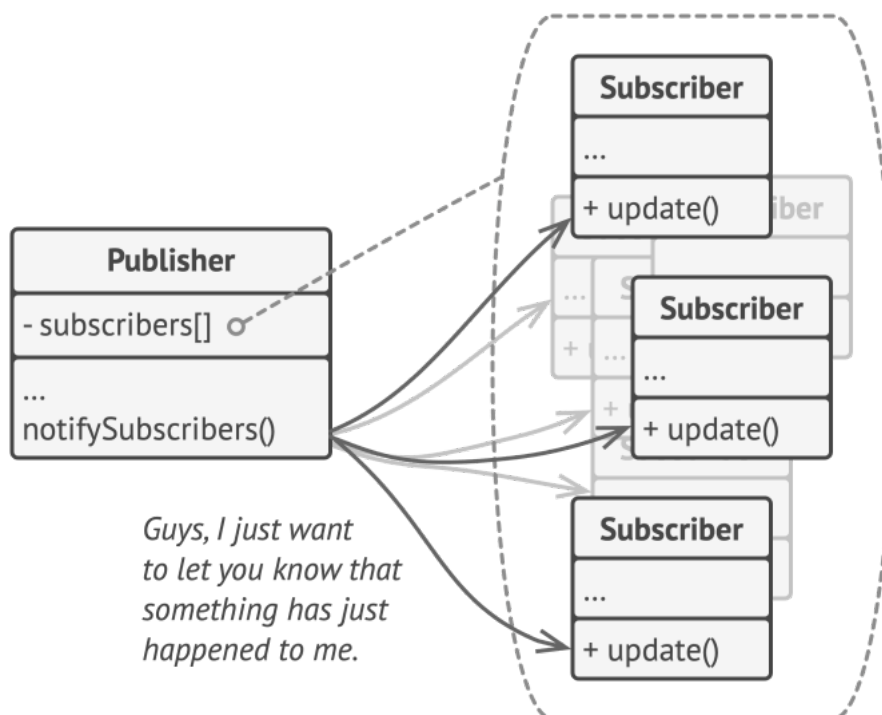 Subscriber
...
+ update()
Publisher
- subscribers[]
...
notifySubscribers()
Subscriber
...
+ update()
Guys, I just want
to let you know that
something has just
happened to me.
Subscriber
...
+ update()